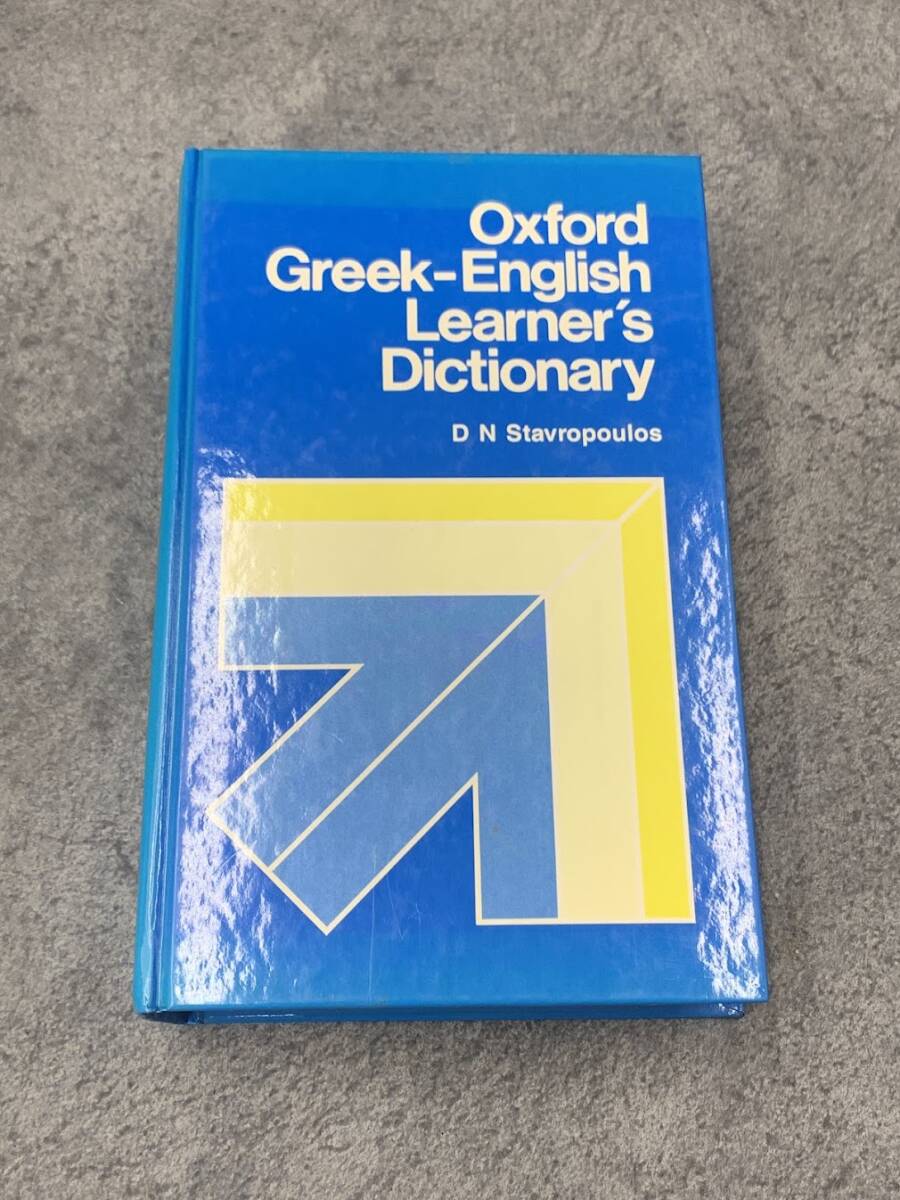 Oxford
Greek-English
Learner's
Dictionary
D N Stavropoulos